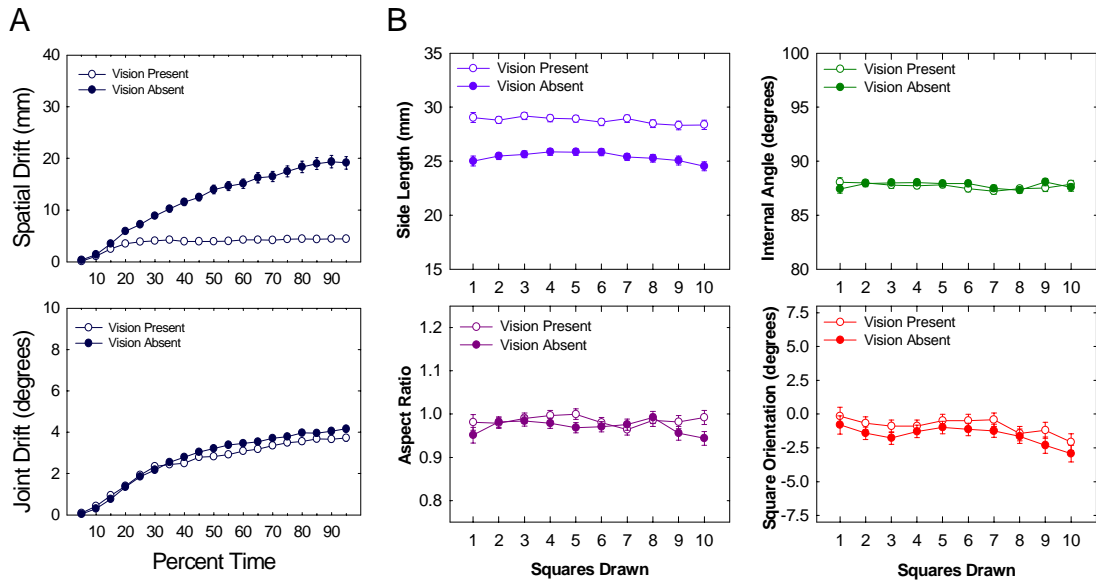 A
Spatial Drift (mm)
40
30
20
10
0
Vision Present
Vision Absent
10 20 30 40 50 60 70 80 90
Joint Drift (degrees)
10
8
6
4
2
0
Vision Present
Vision Absent
10 20 30 40 50 60 70 80 90
Percent Time
B
Side Length (mm)
35
30
25
20
15
Vision Present
Vision Absent
1 2 3 4 5 6 7 8 9 10
Internal Angle (degrees)
100
95
90
85
80
Vision Present
Vision Absent
1 2 3 4 5 6 7 8 9 10
Aspect Ratio
1.2
1.1
1.0
0.9
0.8
Vision Present
Vision Absent
1 2 3 4 5 6 7 8 9 10
Squares Drawn
Square Orientation (degrees)
7.5
5.0
2.5
0.0
-2.5
-5.0
-7.5
Vision Present
Vision Absent
1 2 3 4 5 6 7 8 9 10
Squares Drawn